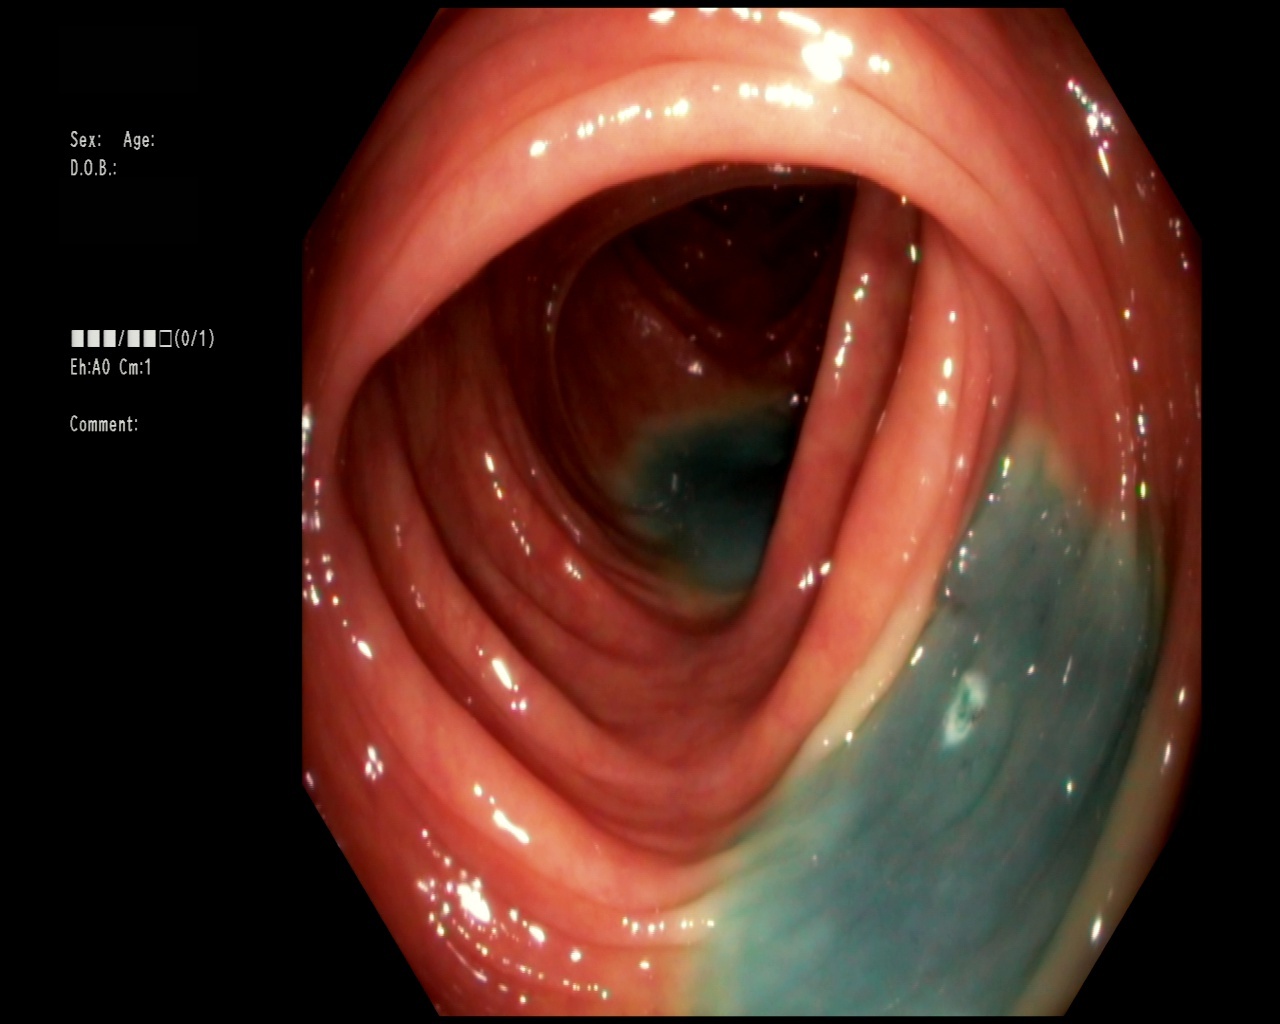 Sex: Age:
D.O.B.:
■■■/■■□(0/1)
Eh:A0 Cm:1
Comment: